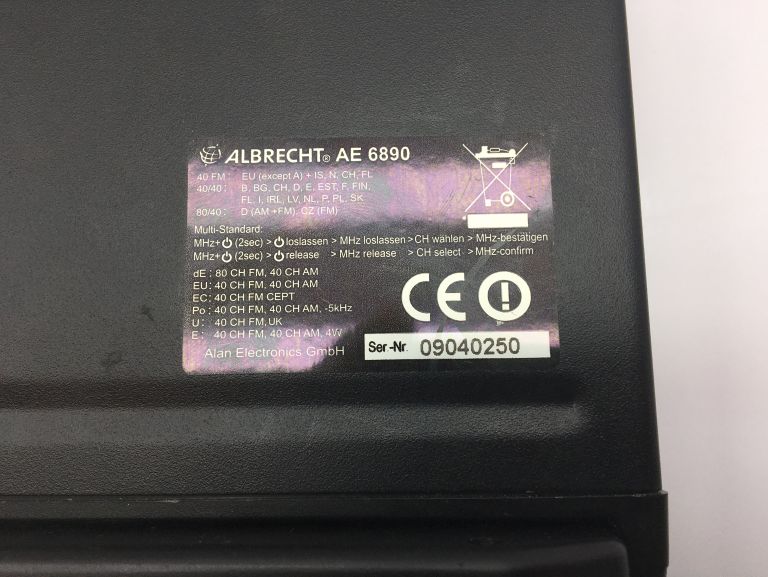 ALBRECHT® AE 6890
40 FM: EU (except A) + IS, N, CH, FL
40/40: B, BG, CH, D, E, EST, F, FIN,
FL, I, IRL, LV, NL, P, PL, SK
80/40: D (AM +FM), CZ (FM)
Multi-Standard:
MHz+⏻ (2sec) > ⏻ loslassen > MHz loslassen > CH wählen > MHz-bestätigen
MHz+⏻ (2sec) > ⏻ release > MHz release > CH select > MHz-confirm
dE: 80 CH FM, 40 CH AM
EU: 40 CH FM, 40 CH AM
EC: 40 CH FM CEPT
Po: 40 CH FM, 40 CH AM, -5kHz
U: 40 CH FM,UK
E: 40 CH FM, 40 CH AM, 4W
CE
Alan Electronics GmbH
Ser.-Nr. 09040250